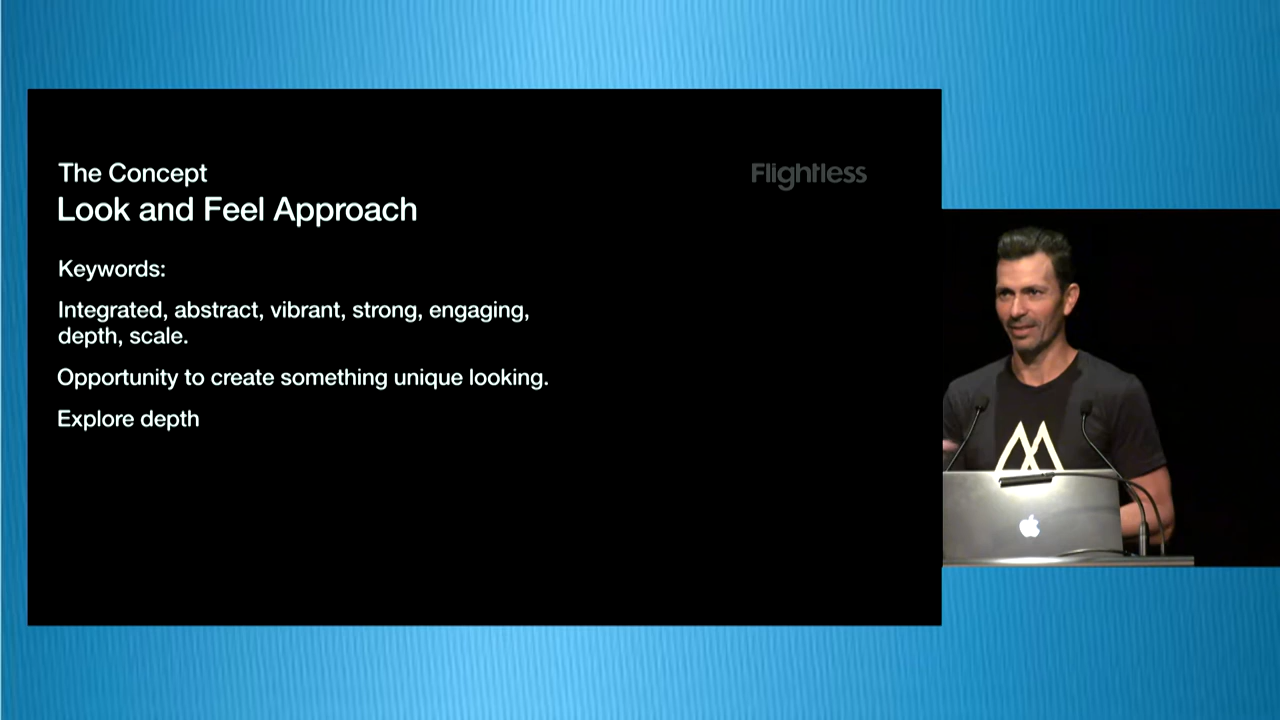 The Concept
Flightless
Look and Feel Approach
Keywords:
Integrated, abstract, vibrant, strong, engaging,
depth, scale.
Opportunity to create something unique looking.
Explore depth